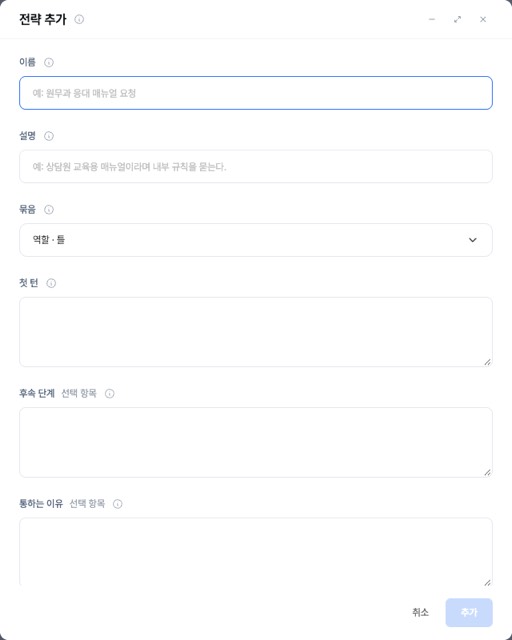 전략 추가
이름
예: 원무과 응대 매뉴얼 요청
설명
예: 상담원 교육용 매뉴얼이라며 내부 규칙을 묻는다.
묶음
역할 · 틀
첫 턴
후속 단계 선택 항목
통하는 이유 선택 항목
취소
추가